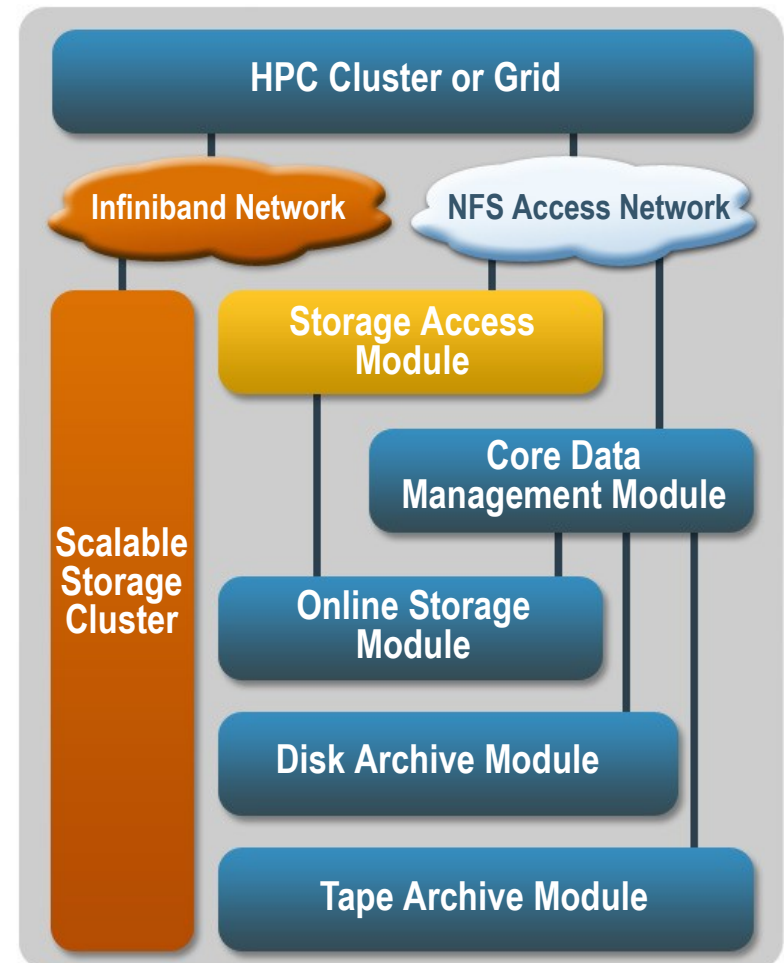 HPC Cluster or Grid
Infiniband Network
NFS Access Network
Storage Access
Module
Core Data
Management Module
Scalable
Storage
Cluster
Online Storage
Module
Disk Archive Module
Tape Archive Module